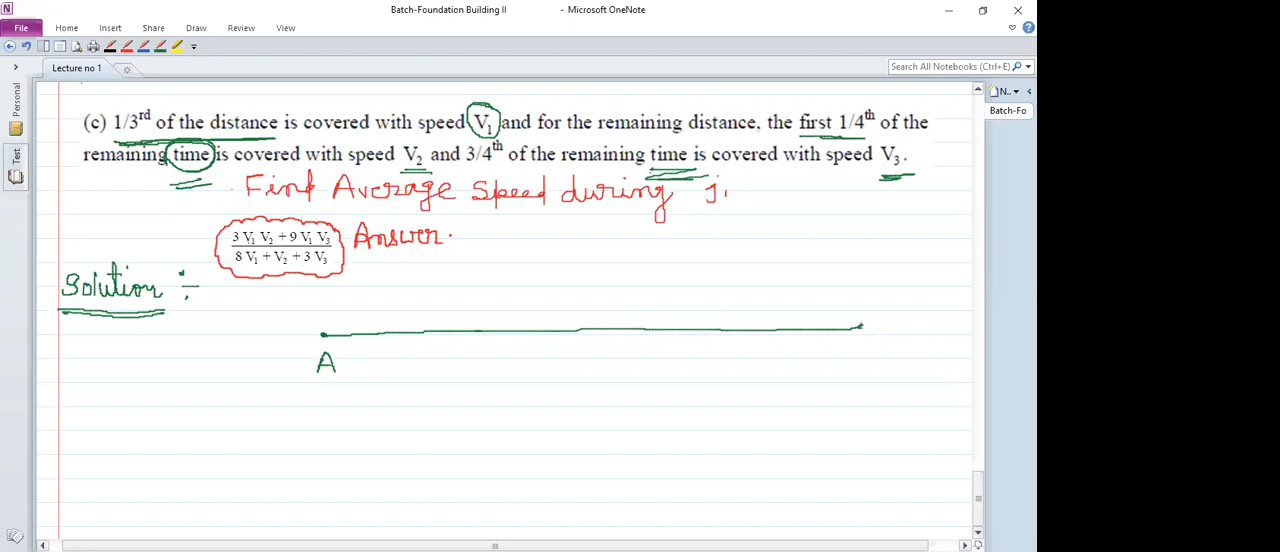 Batch-Foundation Building II - Microsoft OneNote
File Home Insert Share Draw Review View
Lecture no 1
Search All Notebooks (Ctrl+E)
Personal
Test
N..
Batch-Fo
(c) 1/3rd of the distance is covered with speed V1 and for the remaining distance, the first 1/4th of the
remaining time is covered with speed V2 and 3/4th of the remaining time is covered with speed V3.
Find Average speed during j.
3 V1 V2 + 9 V1 V3
8 V1 + V2 + 3 V3
Answer.
Solution :-
A